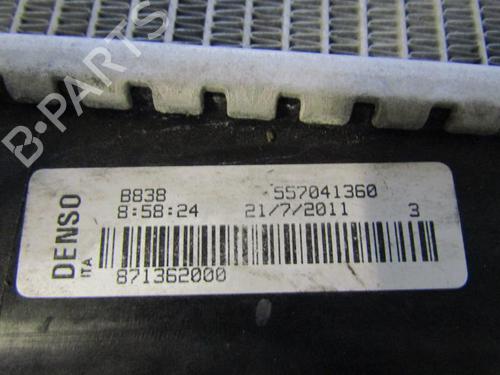 B-PARTS
DENSO
ITA
B838 557041360
8:58:24 21/7/2011 3
871362000